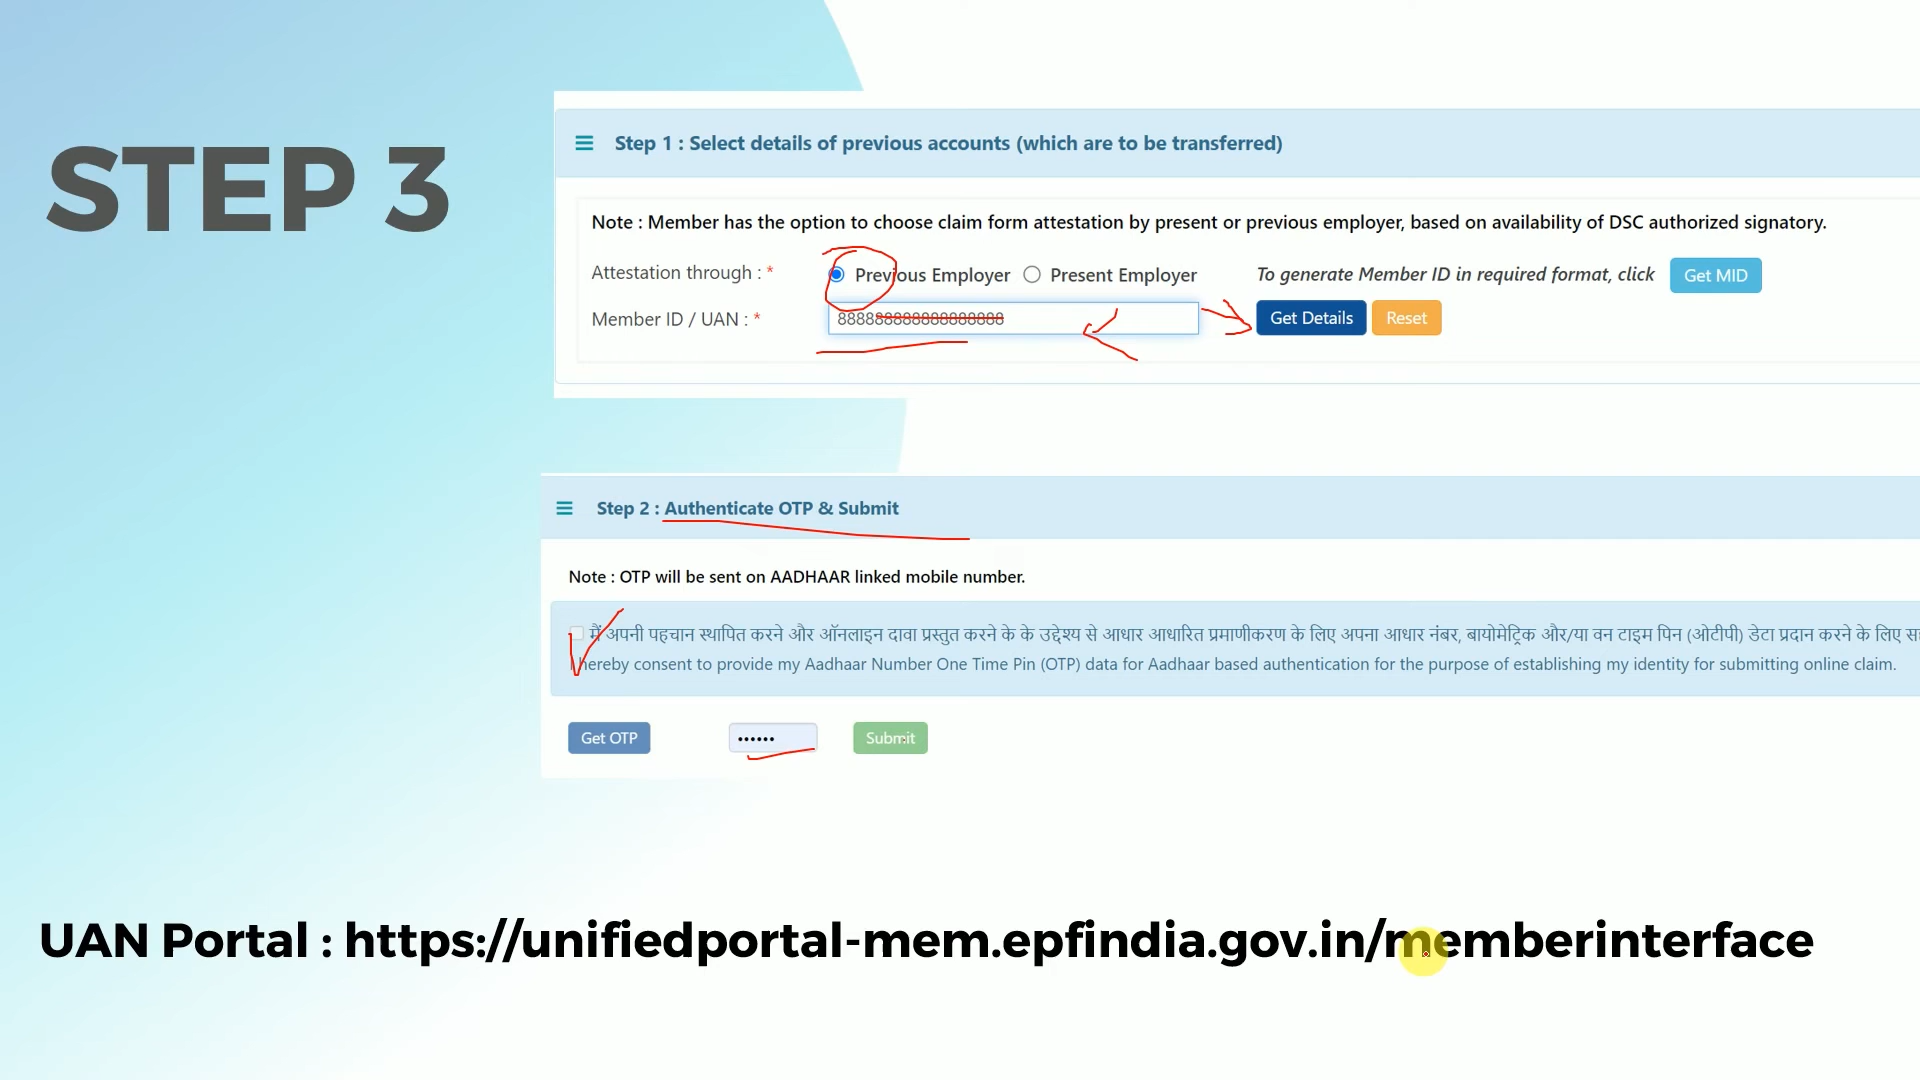 STEP 3
Step 1 : Select details of previous accounts (which are to be transferred)
Note : Member has the option to choose claim form attestation by present or previous employer, based on availability of DSC authorized signatory.
Attestation through : * Previous Employer Present Employer To generate Member ID in required format, click Get MID
Member ID / UAN : * Get Details Reset
Step 2 : Authenticate OTP & Submit
Note : OTP will be sent on AADHAAR linked mobile number.
मैं अपनी पहचान स्थापित करने और ऑनलाइन दावा प्रस्तुत करने के के उद्देश्य से आधार आधारित प्रमाणीकरण के लिए अपना आधार नंबर, बायोमेट्रिक और/या वन टाइम पिन (ओटीपी) डेटा प्रदान करने के लिए
I hereby consent to provide my Aadhaar Number One Time Pin (OTP) data for Aadhaar based authentication for the purpose of establishing my identity for submitting online claim.
Get OTP •••••• Submit
UAN Portal : https://unifiedportal-mem.epfindia.gov.in/memberinterface